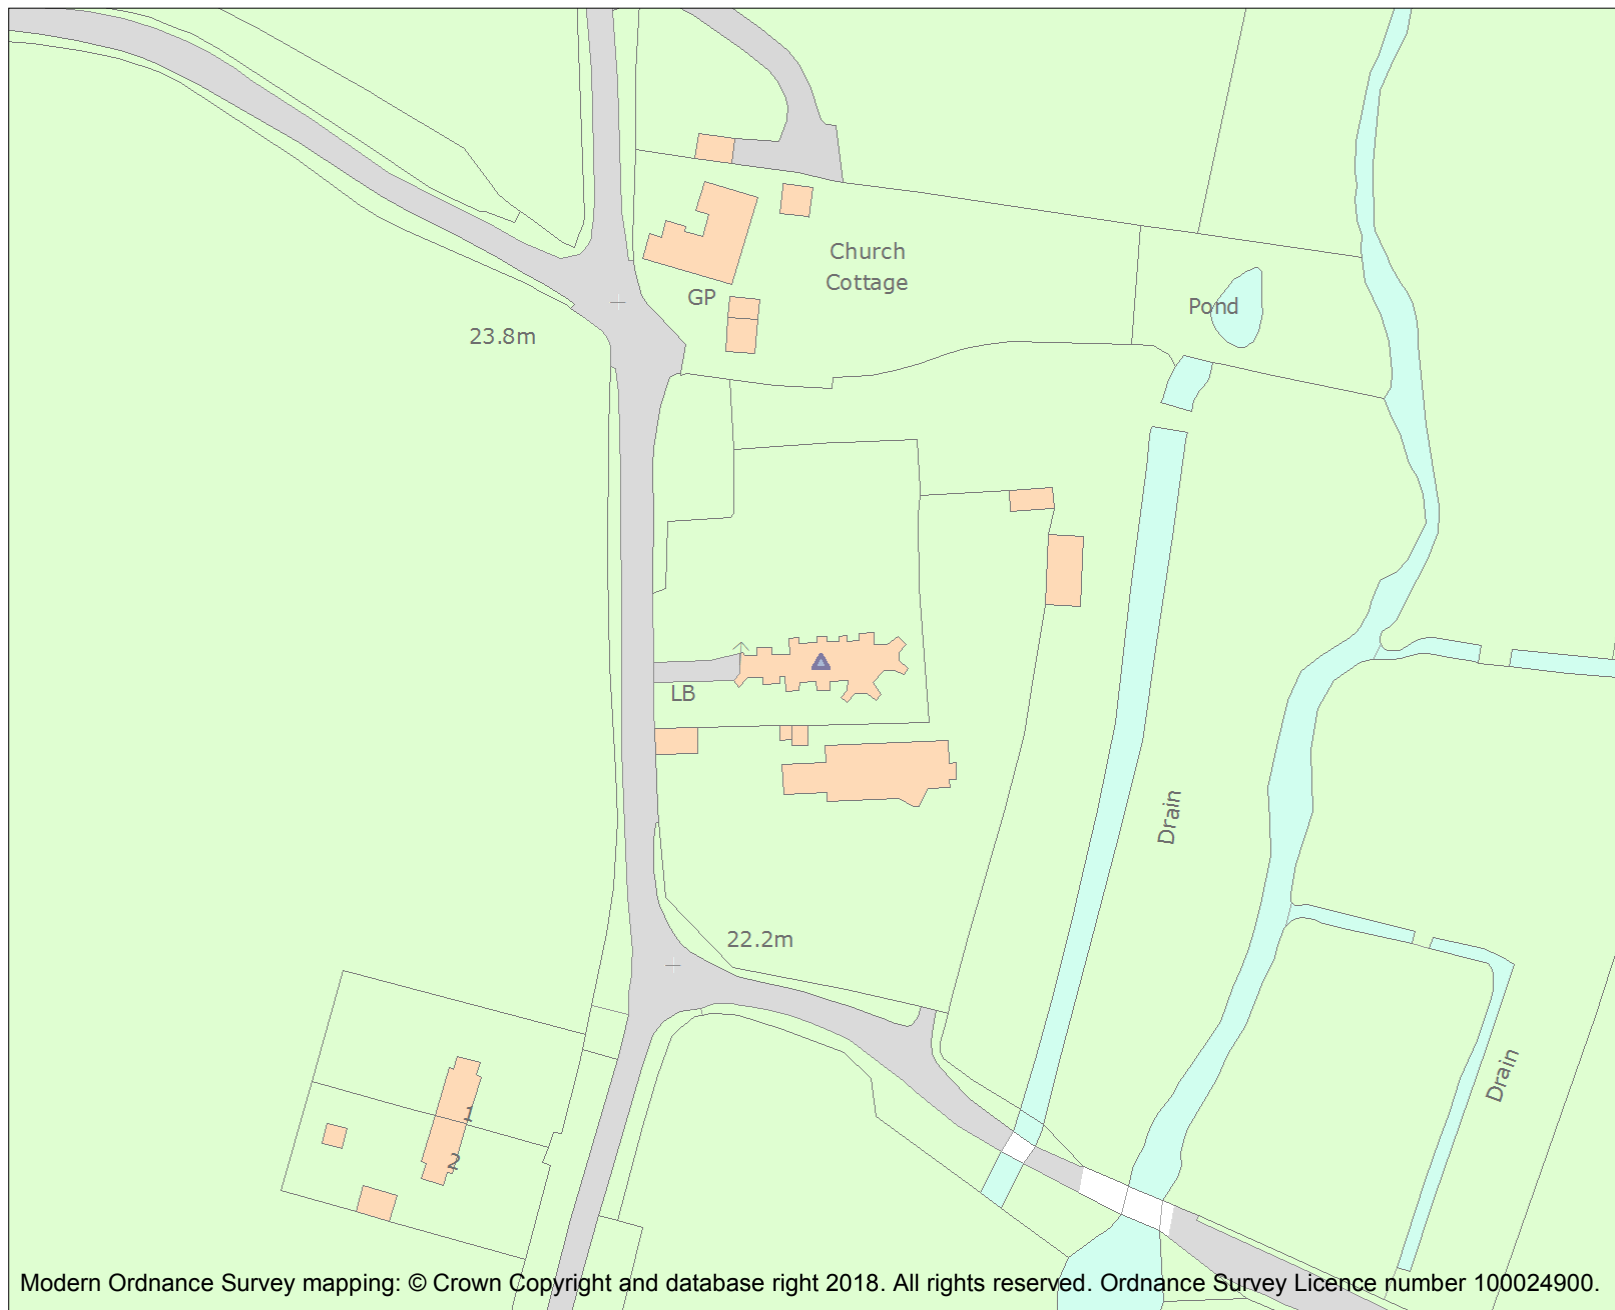 Church
Cottage
GP
Pond
23.8m
LB
Drain
22.2m
Drain
1
2
Modern Ordnance Survey mapping: © Crown Copyright and database right 2018. All rights reserved. Ordnance Survey Licence number 100024900.